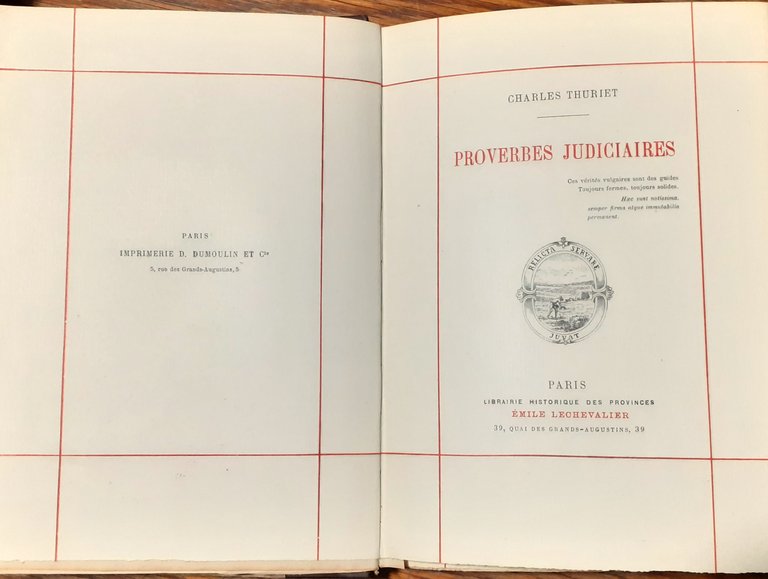 PARIS
IMPRIMERIE D. DUMOULIN ET Cie
5, rue des Grands-Augustins, 5
CHARLES THURIET
PROVERBES JUDICIAIRES
Ces vérités vulgaires sont des guides
Toujours fermes, toujours solides.
Hæc sunt notissima,
semper firma atque immutabilia
permanent.
RELICTA SERVARE
JUVAT
PARIS
LIBRAIRIE HISTORIQUE DES PROVINCES
ÉMILE LECHEVALIER
39, QUAI DES GRANDS-AUGUSTINS, 39